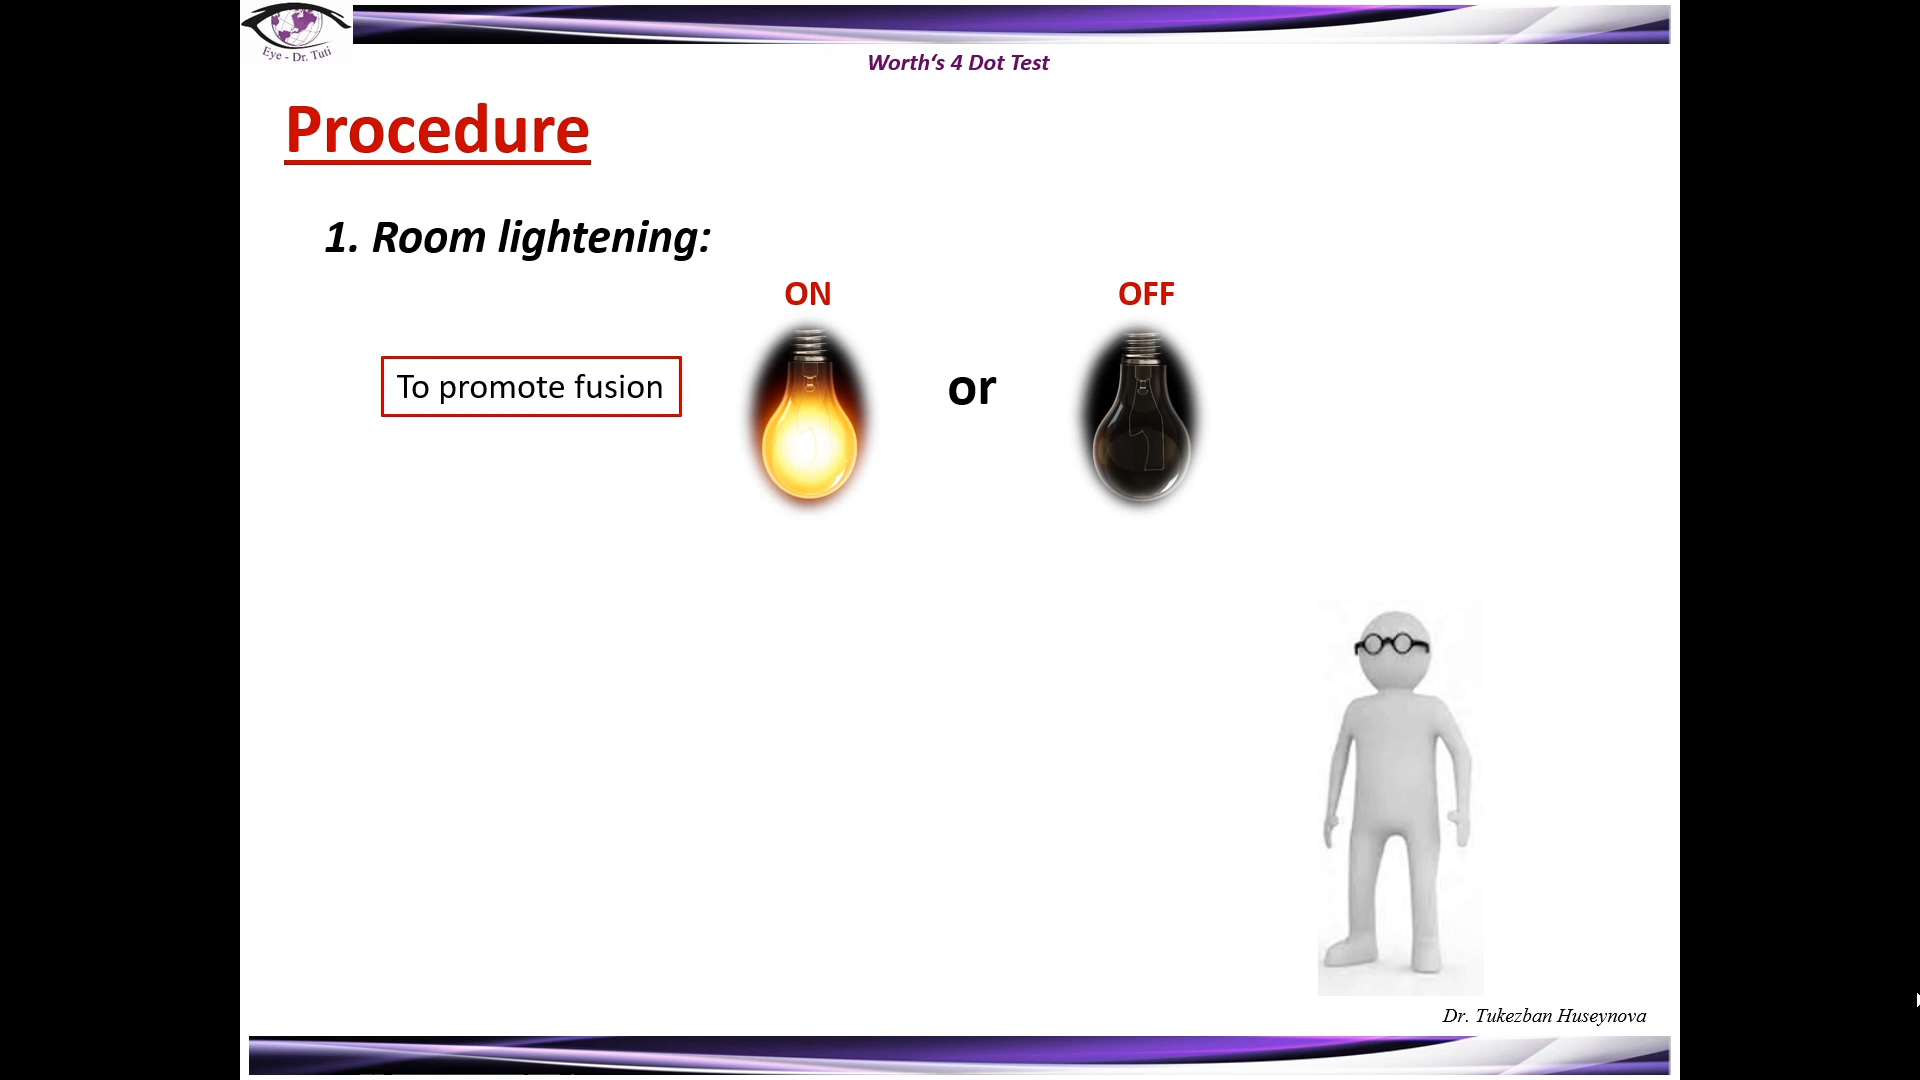 Eye - Dr. Tuti
Worth‘s 4 Dot Test
Procedure
1. Room lightening:
ON
OFF
To promote fusion
or
Dr. Tukezban Huseynova